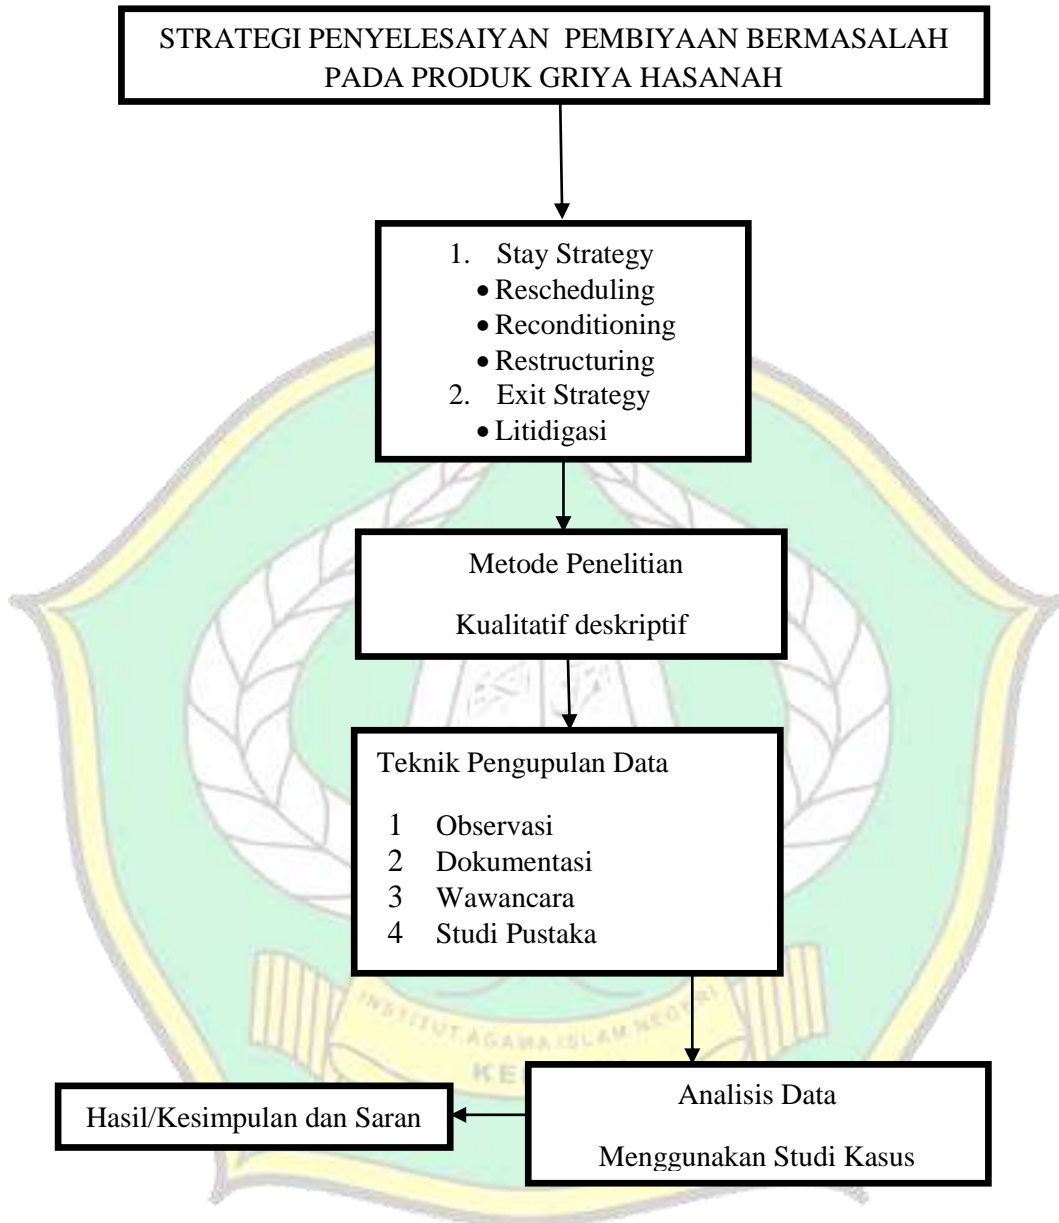 STRATEGI PENYELESAIYAN PEMBIYAAN BERMASALAH
PADA PRODUK GRIYA HASANAH
1. Stay Strategy
• Rescheduling
• Reconditioning
• Restructuring
2. Exit Strategy
• Litidigasi
Metode Penelitian
Kualitatif deskriptif
Teknik Pengupulan Data
1 Observasi
2 Dokumentasi
3 Wawancara
4 Studi Pustaka
INSTITUT AGAMA ISLAM NEGERI
Analisis Data
Menggunakan Studi Kasus
Hasil/Kesimpulan dan Saran